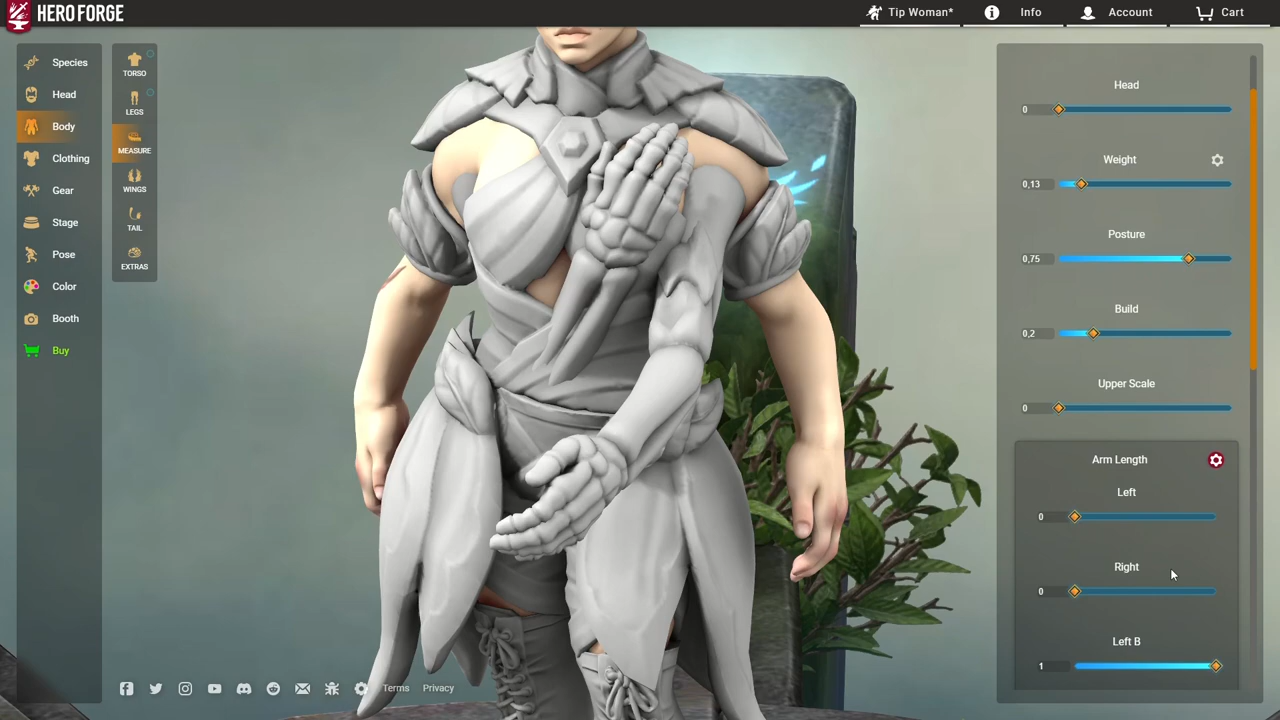 HERO FORGE
Tip Woman*
Info
Account
Cart
Species
Head
Body
Clothing
Gear
Stage
Pose
Color
Booth
Buy
TORSO
LEGS
MEASURE
WINGS
TAIL
EXTRAS
Head
0
Weight
0,13
Posture
0,75
Build
0,2
Upper Scale
0
Arm Length
Left
0
Right
0
Left B
1
Terms
Privacy